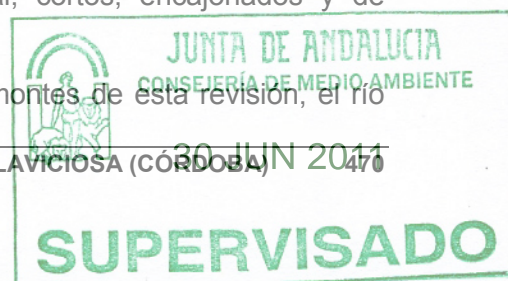 al, cortos, encajonados y de
JUNTA DE ANDALUCIA
CONSEJERÍA DE MEDIO AMBIENTE
montes de esta revisión, el río
LAVICIOSA (CÓRDOBA) 470
30 JUN 2011
SUPERVISADO